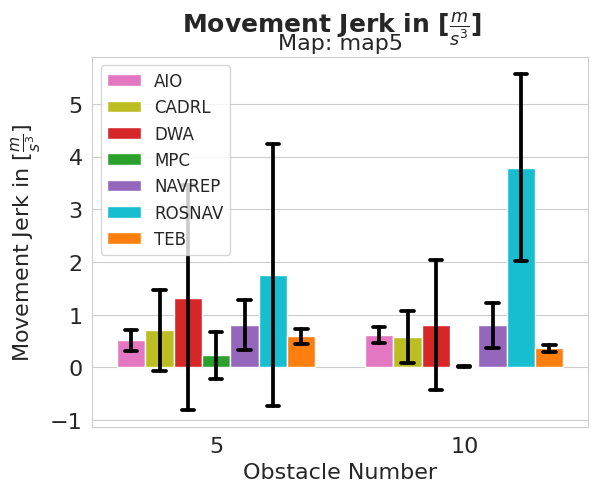 Movement Jerk in [m/s³]
Map: map5
Movement Jerk in [m/s³]
5
4
3
2
1
0
−1
AIO
CADRL
DWA
MPC
NAVREP
ROSNAV
TEB
5 10
Obstacle Number